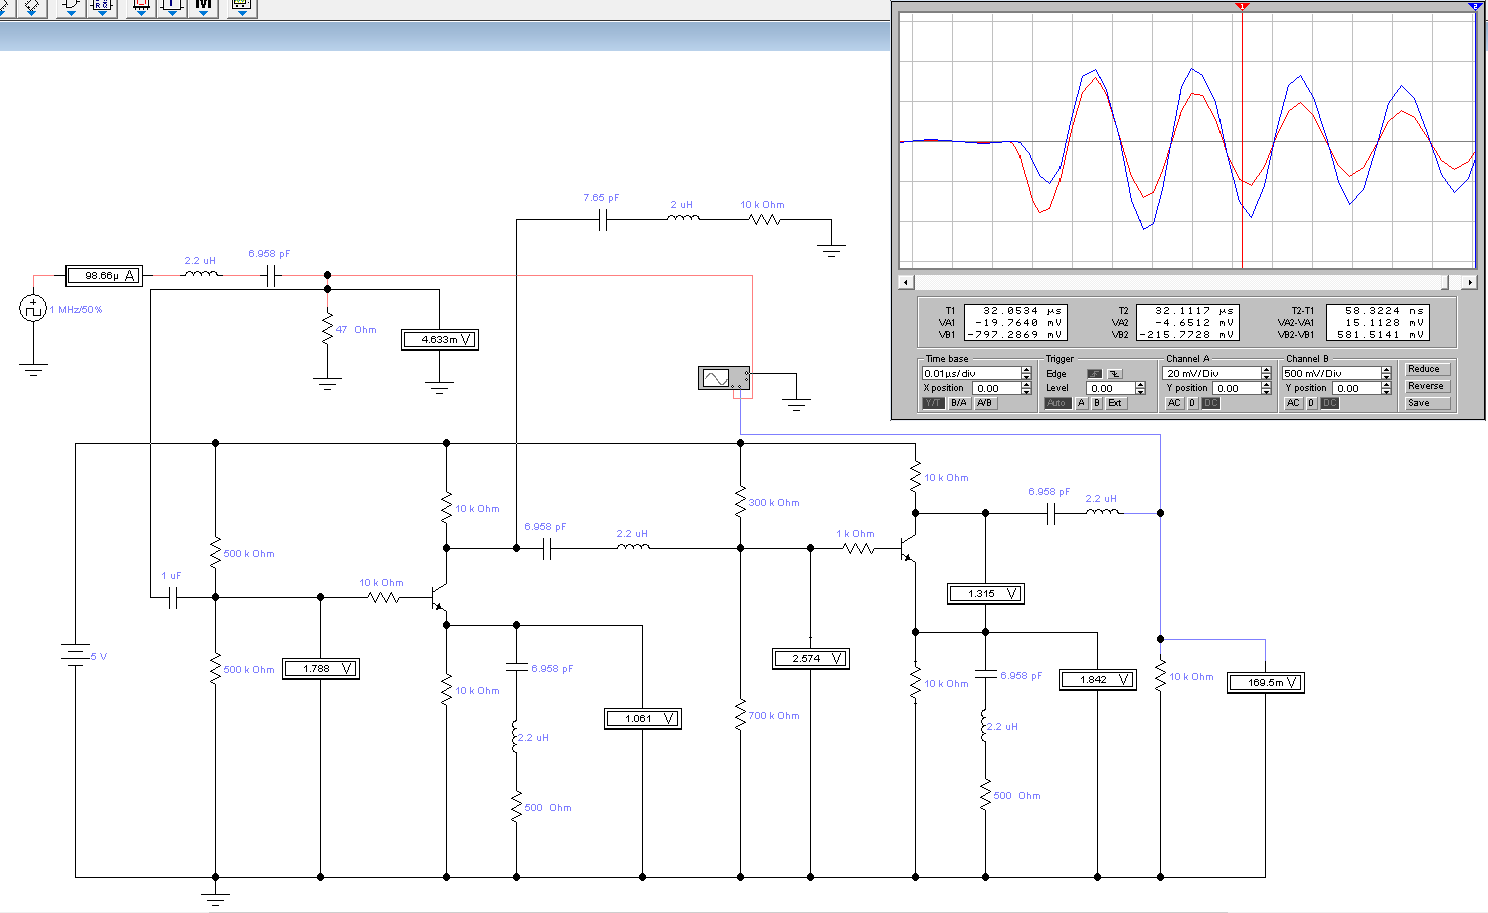 M
1
2
7.65 pF
2 uH
10 k Ohm
2.2 uH
6.958 pF
98.66µ A
1 MHz/50%
47 Ohm
4.633m V
T1
32.0534 µs
T2
32.1117 µs
T2-T1
58.3224 ns
VA1
-19.7640 mV
VA2
-4.6512 mV
VA2-VA1
15.1128 mV
VB1
-797.2869 mV
VB2
-215.7728 mV
VB2-VB1
581.5141 mV
Time base
Trigger
Channel A
Channel B
Reduce
0.01µs/div
Edge
20 mV/Div
500 mV/Div
Reverse
X position 0.00
Level 0.00
Y position 0.00
Y position 0.00
Save
Y/T B/A A/B
Auto A B Ext
AC 0 DC
AC 0 DC
10 k Ohm
300 k Ohm
10 k Ohm
6.958 pF
2.2 uH
6.958 pF
2.2 uH
1 k Ohm
500 k Ohm
1 uF
10 k Ohm
1.315 V
5 V
500 k Ohm
1.788 V
6.958 pF
2.574 V
10 k Ohm
6.958 pF
1.842 V
10 k Ohm
169.5m V
10 k Ohm
1.061 V
700 k Ohm
2.2 uH
2.2 uH
500 Ohm
500 Ohm